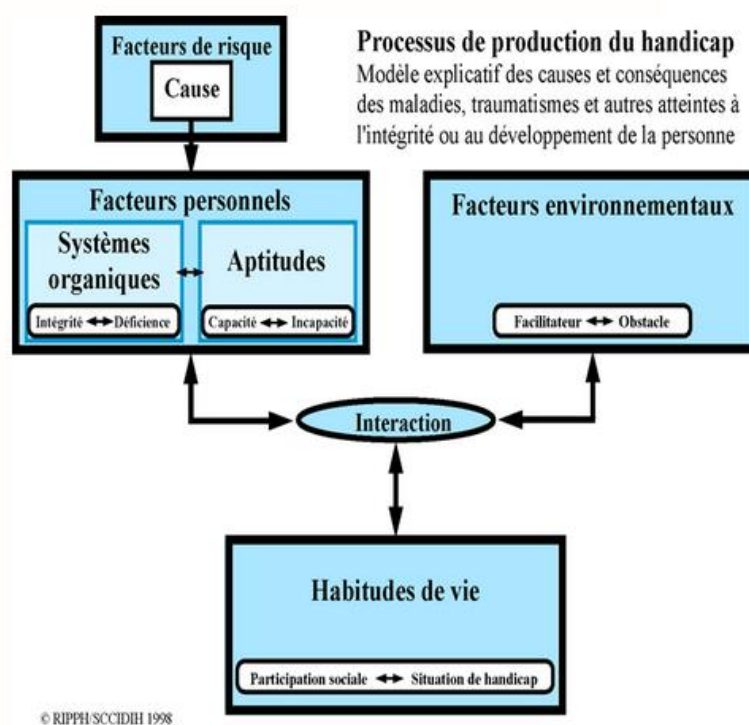 Facteurs de risque
Cause
Processus de production du handicap
Modèle explicatif des causes et conséquences
des maladies, traumatismes et autres atteintes à
l'intégrité ou au développement de la personne
Facteurs personnels
Systèmes
organiques
Intégrité Déficience
Aptitudes
Capacité Incapacité
Facteurs environnementaux
Facilitateur Obstacle
Interaction
Habitudes de vie
Participation sociale Situation de handicap
© RIPPH/SCCIDIH 1998